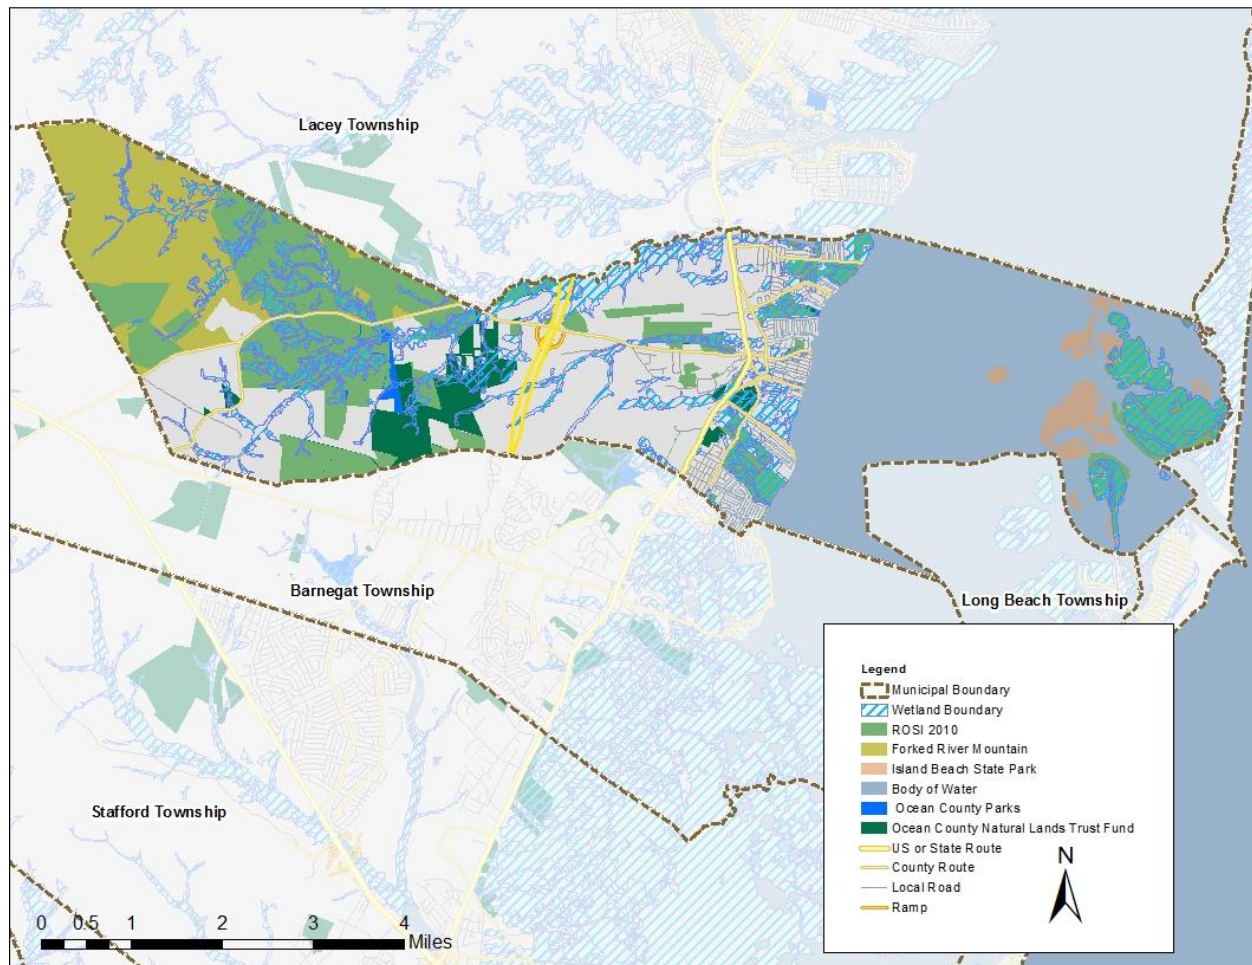 Lacey Township
Barnegat Township
Long Beach Township
Stafford Township
Legend
Municipal Boundary
Wetland Boundary
ROSI 2010
Forked River Mountain
Island Beach State Park
Body of Water
Ocean County Parks
Ocean County Natural Lands Trust Fund
US or State Route
County Route
Local Road
Ramp
N
0 0.5 1 2 3 4
Miles